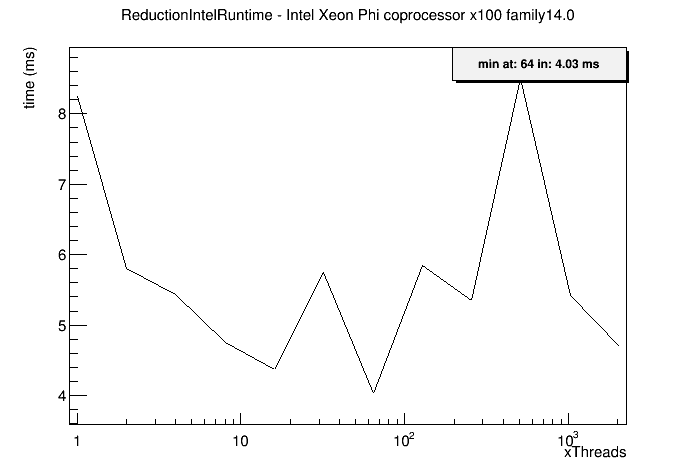 ReductionIntelRuntime - Intel Xeon Phi coprocessor x100 family14.0
time (ms)
min at: 64 in: 4.03 ms
8
7
6
5
4
1
10
10²
10³
xThreads